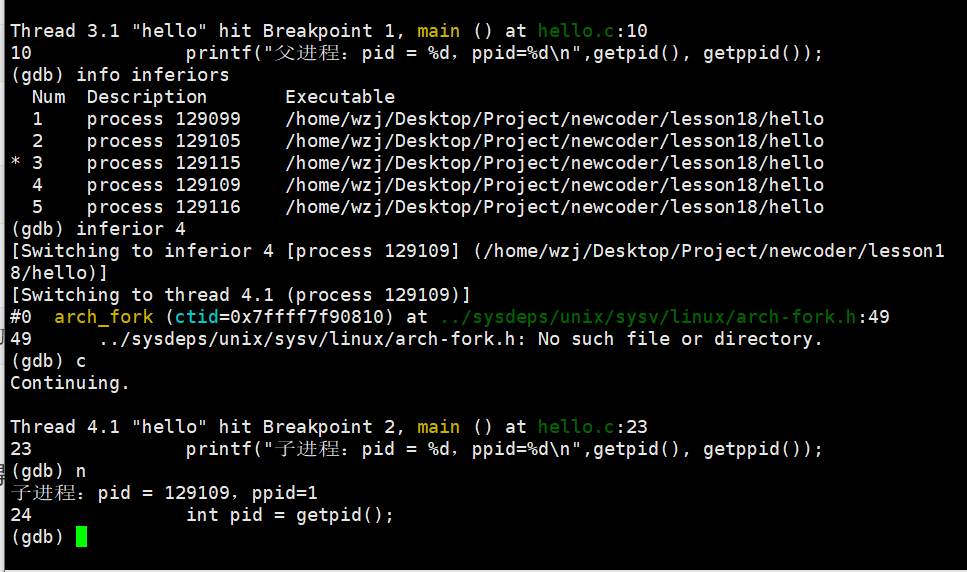 Thread 3.1 "hello" hit Breakpoint 1, main () at hello.c:10
10              printf("父进程：pid = %d，ppid=%d\n",getpid(), getppid());
(gdb) info inferiors
  Num  Description       Executable
  1    process 129099    /home/wzj/Desktop/Project/newcoder/lesson18/hello
  2    process 129105    /home/wzj/Desktop/Project/newcoder/lesson18/hello
* 3    process 129115    /home/wzj/Desktop/Project/newcoder/lesson18/hello
  4    process 129109    /home/wzj/Desktop/Project/newcoder/lesson18/hello
  5    process 129116    /home/wzj/Desktop/Project/newcoder/lesson18/hello
(gdb) inferior 4
[Switching to inferior 4 [process 129109] (/home/wzj/Desktop/Project/newcoder/lesson1
8/hello)]
[Switching to thread 4.1 (process 129109)]
#0  arch_fork (ctid=0x7ffff7f90810) at ../sysdeps/unix/sysv/linux/arch-fork.h:49
49      ../sysdeps/unix/sysv/linux/arch-fork.h: No such file or directory.
(gdb) c
Continuing.

Thread 4.1 "hello" hit Breakpoint 2, main () at hello.c:23
23              printf("子进程：pid = %d，ppid=%d\n",getpid(), getppid());
(gdb) n
子进程：pid = 129109，ppid=1
24              int pid = getpid();
(gdb)